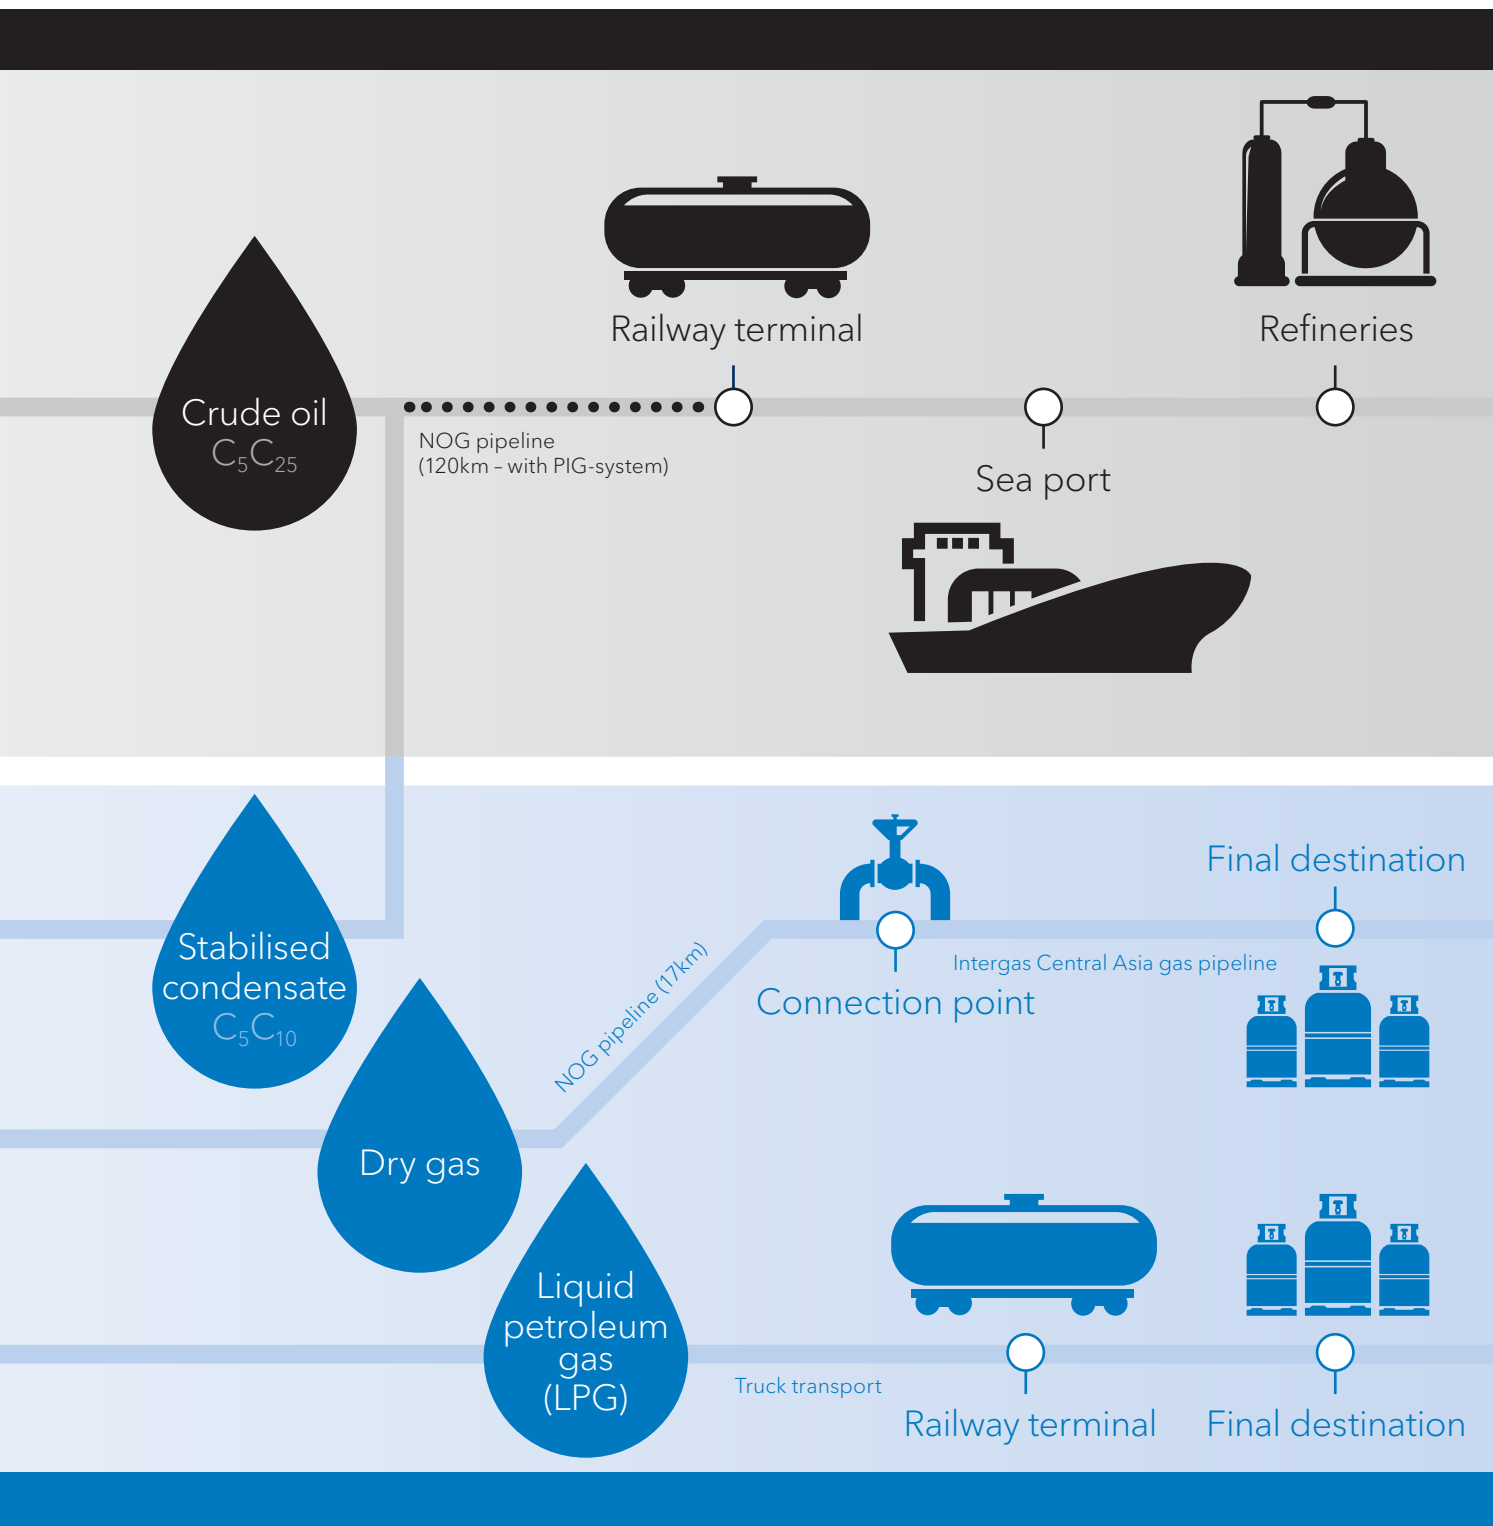 Railway terminal
Refineries
Crude oil
C₅C₂₅
NOG pipeline
(120km – with PIG-system)
Sea port
Stabilised
condensate
C₅C₁₀
Final destination
NOG pipeline (17km)
Intergas Central Asia gas pipeline
Connection point
Dry gas
Liquid
petroleum
gas
(LPG)
Truck transport
Railway terminal
Final destination